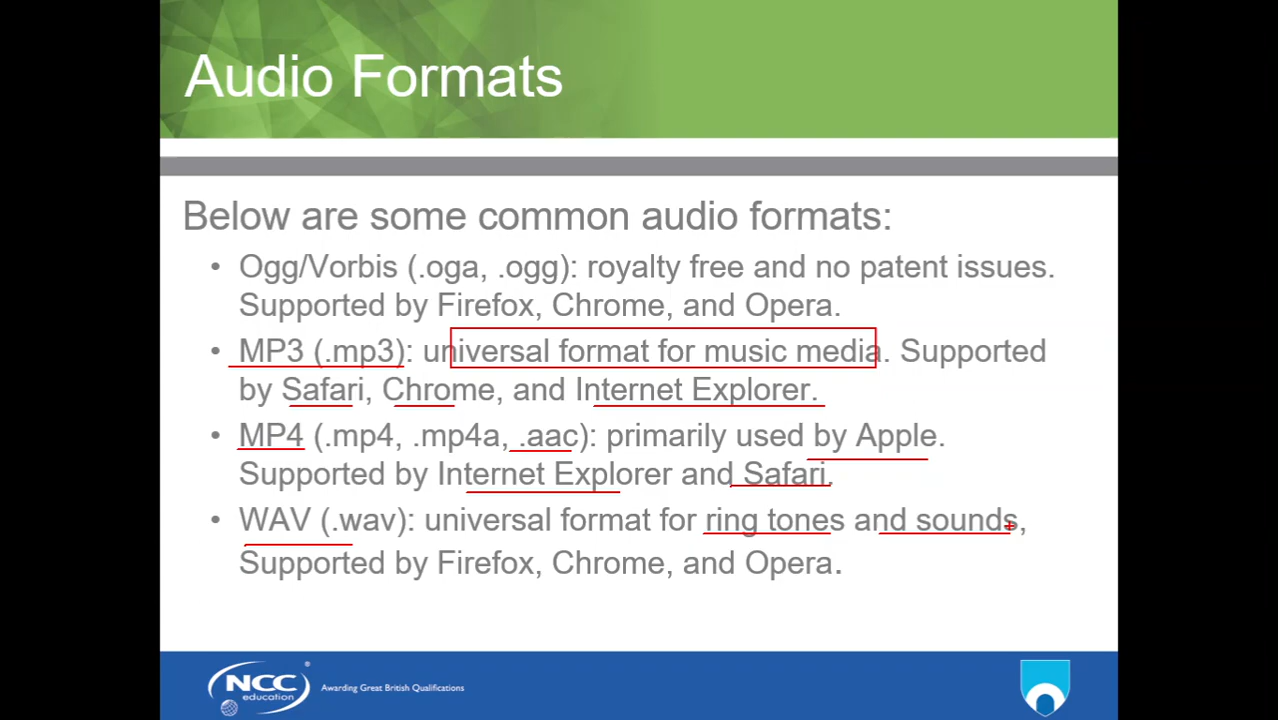 Audio Formats
Below are some common audio formats:
• Ogg/Vorbis (.oga, .ogg): royalty free and no patent issues.
Supported by Firefox, Chrome, and Opera.
• MP3 (.mp3): universal format for music media. Supported
by Safari, Chrome, and Internet Explorer.
• MP4 (.mp4, .mp4a, .aac): primarily used by Apple.
Supported by Internet Explorer and Safari.
• WAV (.wav): universal format for ring tones and sounds,
Supported by Firefox, Chrome, and Opera.
NCC
education
®
Awarding Great British Qualifications